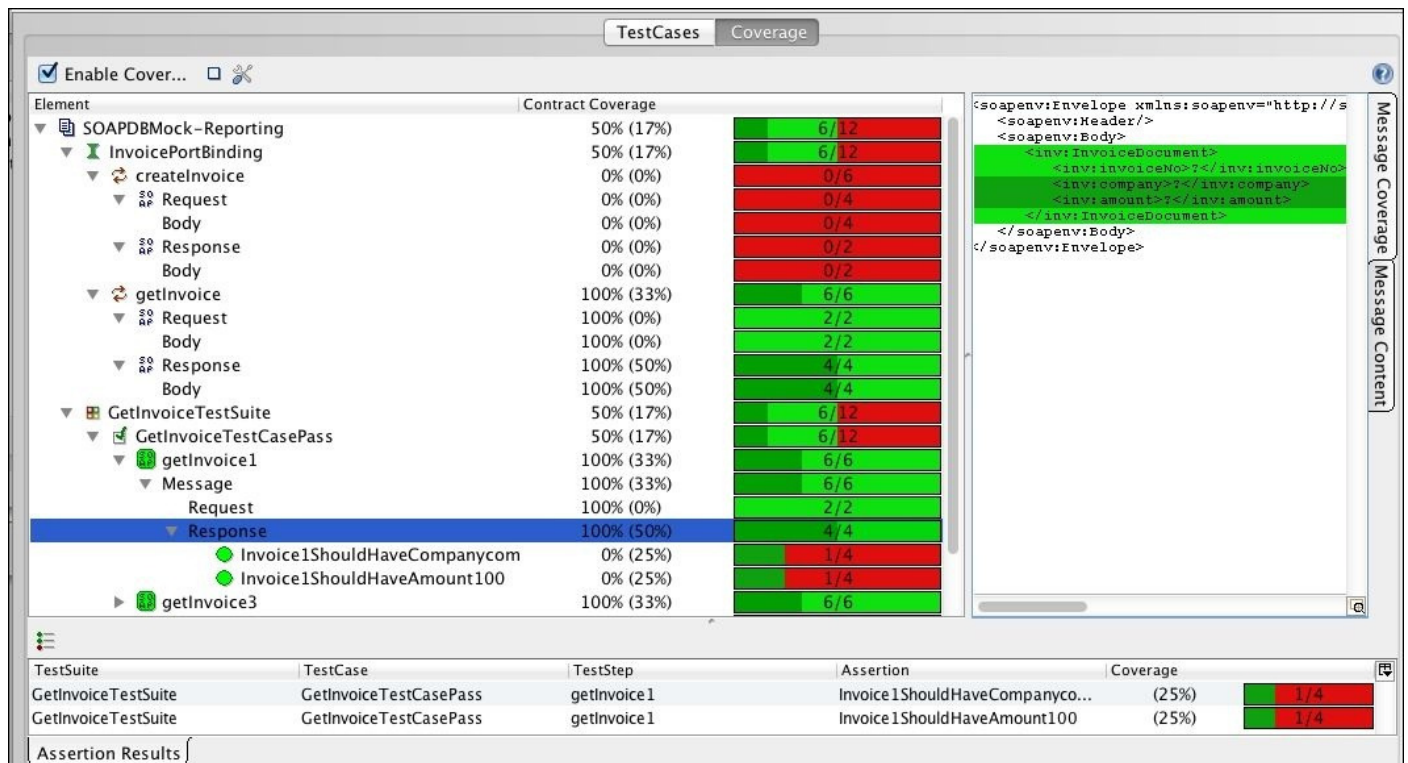 TestCases Coverage
Enable Cover...
Element Contract Coverage
SOAPDBMock-Reporting 50% (17%) 6/12
InvoicePortBinding 50% (17%) 6/12
createInvoice 0% (0%) 0/6
Request 0% (0%) 0/4
Body 0% (0%) 0/4
Response 0% (0%) 0/2
Body 0% (0%) 0/2
getInvoice 100% (33%) 6/6
Request 100% (0%) 2/2
Body 100% (0%) 2/2
Response 100% (50%) 4/4
Body 100% (50%) 4/4
GetInvoiceTestSuite 50% (17%) 6/12
GetInvoiceTestCasePass 50% (17%) 6/12
getInvoice1 100% (33%) 6/6
Message 100% (33%) 6/6
Request 100% (0%) 2/2
Response 100% (50%) 4/4
Invoice1ShouldHaveCompanycom 0% (25%) 1/4
Invoice1ShouldHaveAmount100 0% (25%) 1/4
getInvoice3 100% (33%) 6/6
<soapenv:Envelope xmlns:soapenv="http://s
<soapenv:Header/>
<soapenv:Body>
<inv:InvoiceDocument>
<inv:invoiceNo>?</inv:invoiceNo>
<inv:company>?</inv:company>
<inv:amount>?</inv:amount>
</inv:InvoiceDocument>
</soapenv:Body>
</soapenv:Envelope>
Message Coverage
Message Content
TestSuite TestCase TestStep Assertion Coverage
GetInvoiceTestSuite GetInvoiceTestCasePass getInvoice1 Invoice1ShouldHaveCompanyco... (25%) 1/4
GetInvoiceTestSuite GetInvoiceTestCasePass getInvoice1 Invoice1ShouldHaveAmount100 (25%) 1/4
Assertion Results